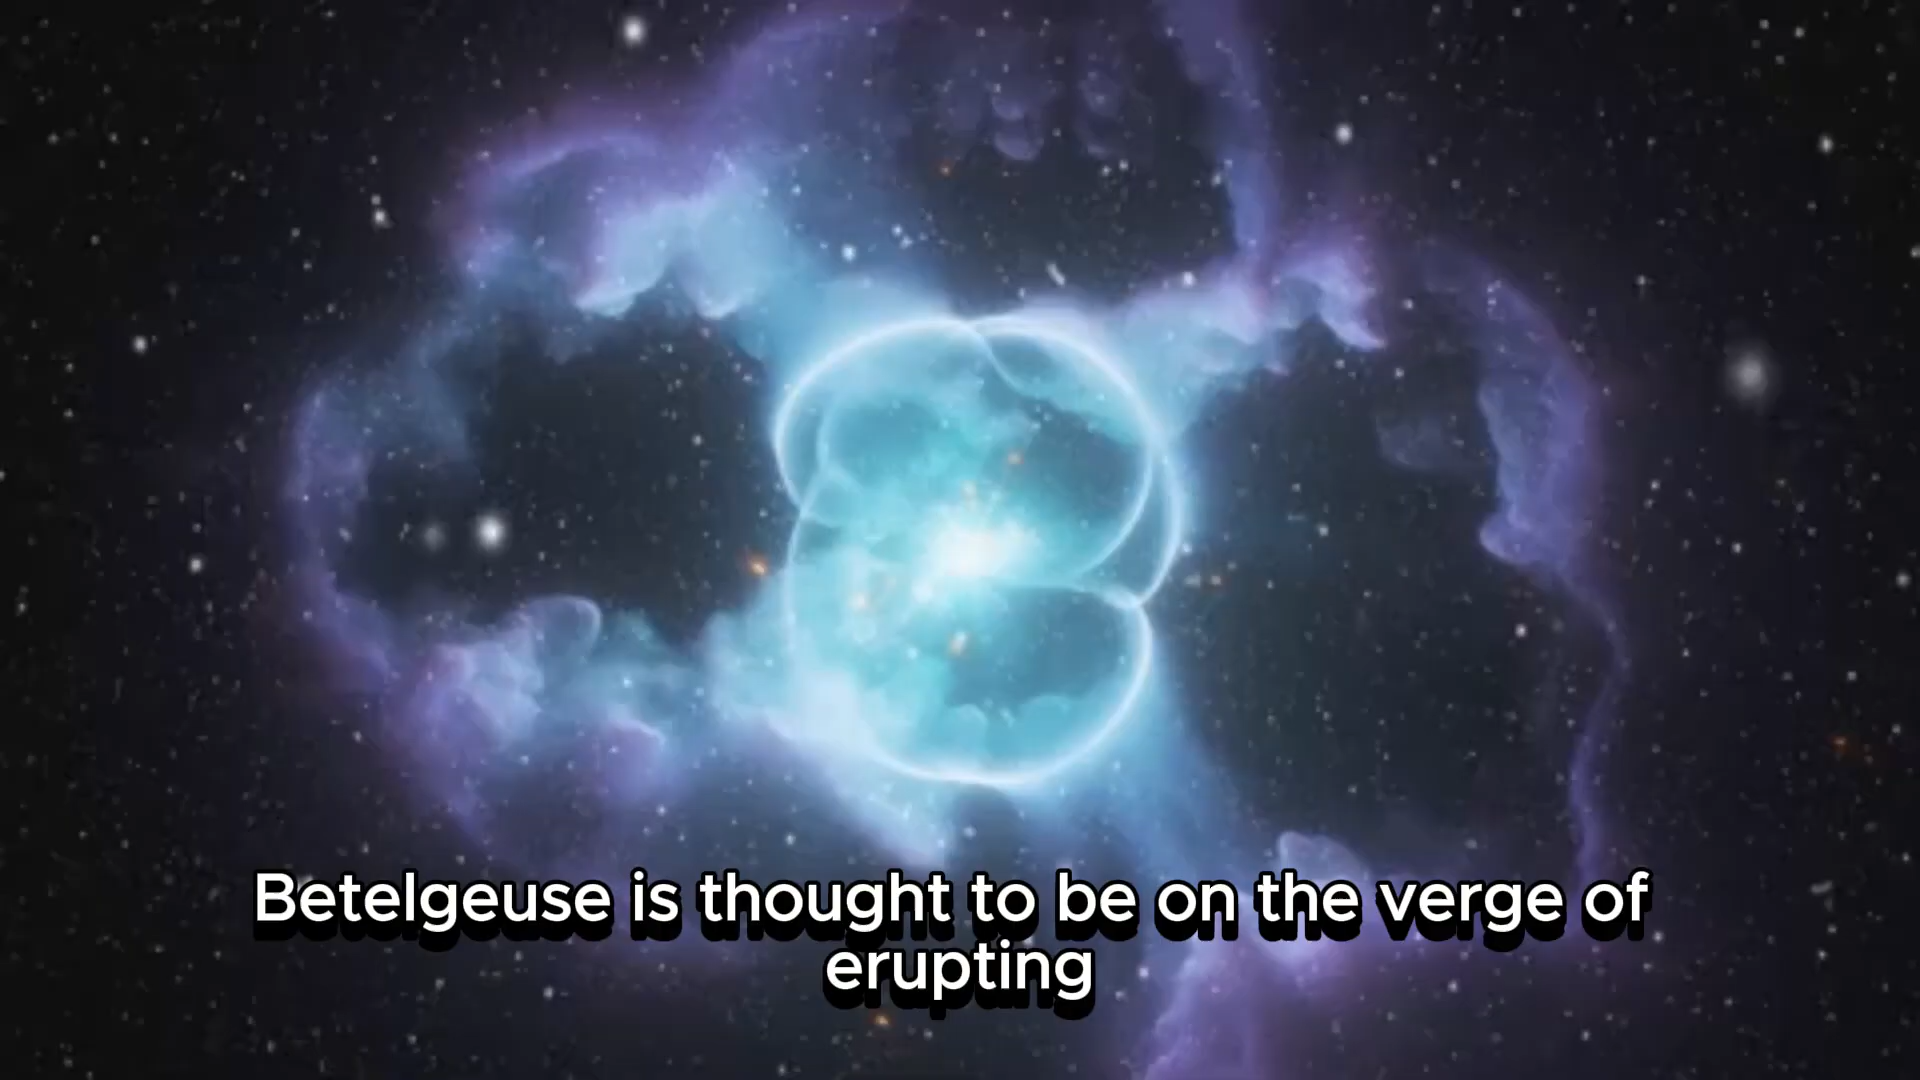 Betelgeuse is thought to be on the verge of
erupting